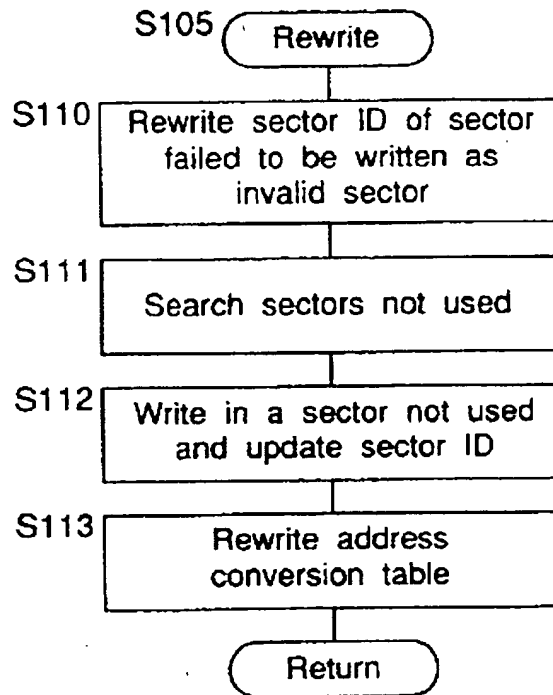 S105
Rewrite
S110
Rewrite sector ID of sector
failed to be written as
invalid sector
S111
Search sectors not used
S112
Write in a sector not used
and update sector ID
S113
Rewrite address
conversion table
Return